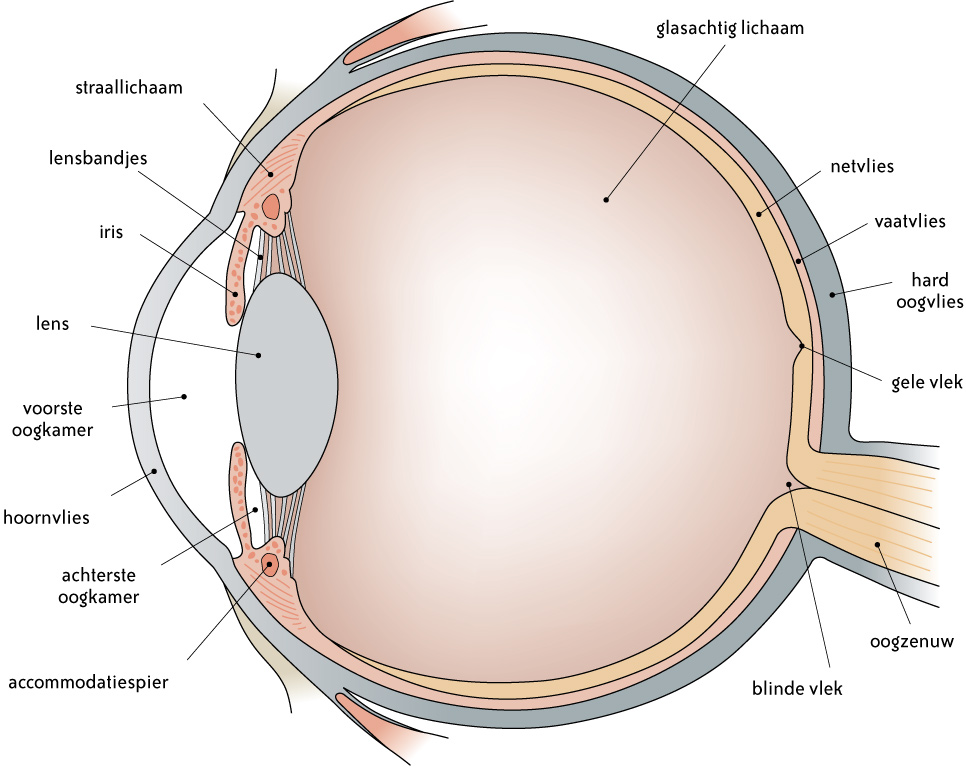 glasachtig lichaam
straallichaam
lensbandjes
netvlies
iris
vaatvlies
hard
oogvlies
lens
gele vlek
voorste
oogkamer
hoornvlies
achterste
oogkamer
oogzenuw
accommodatiespier
blinde vlek